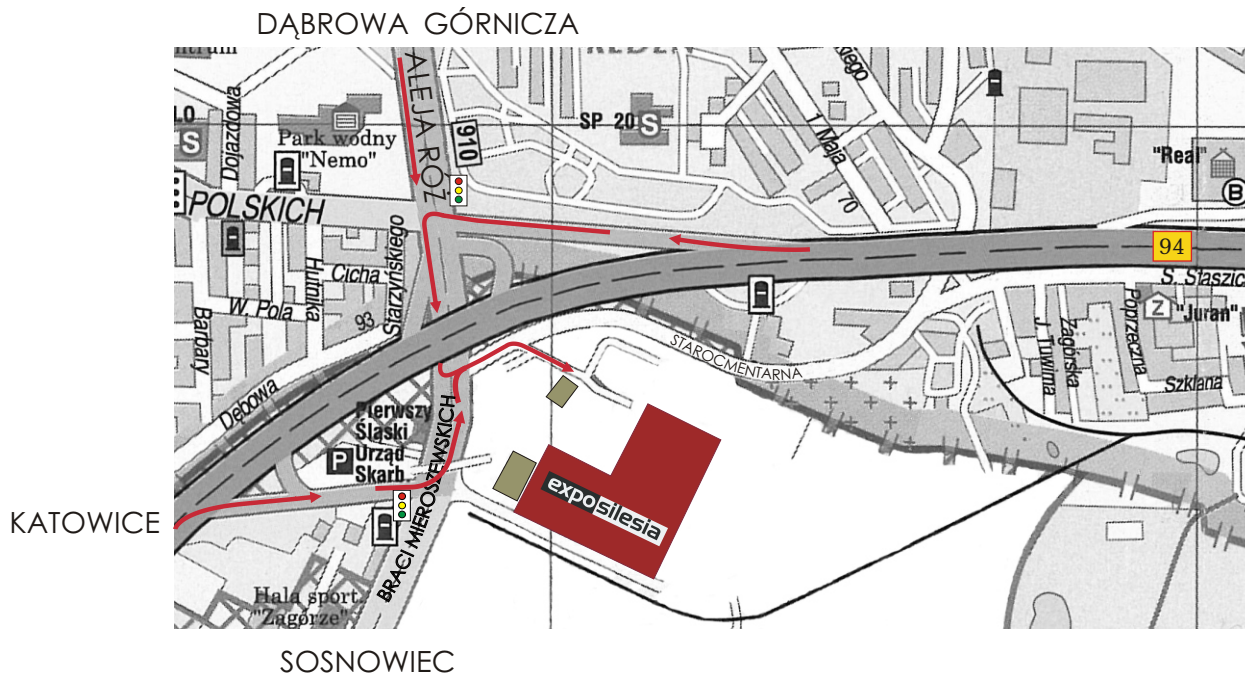 DĄBROWA GÓRNICZA
ALEJA RÓŻ
910
SP 20
S
1 Maja
70
"Real"
B
S
Dojazdowa
Park wodny
"Nemo"
POLSKICH
94
S. Staszic
"Juran"
Z
Starzyńskiego
Cicha
Hutnika
W. Pola
93
Barbary
Dębowa
STAROCMENTARNA
J. Tuwima
Zagórska
Poprzeczna
Szklana
Pierwszy
Śląski
Urząd
Skarb.
P
BRACI MIEROSZEWSKICH
exposilesia
KATOWICE
Hala sport.
"Zagórze"
SOSNOWIEC